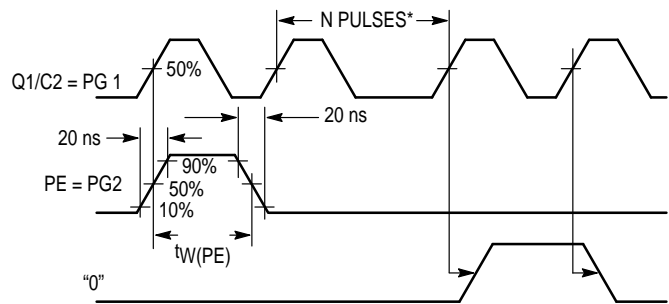 N PULSES*
Q1/C2 = PG 1
50%
20 ns
20 ns
90%
PE = PG2
50%
10%
tW(PE)
“0”